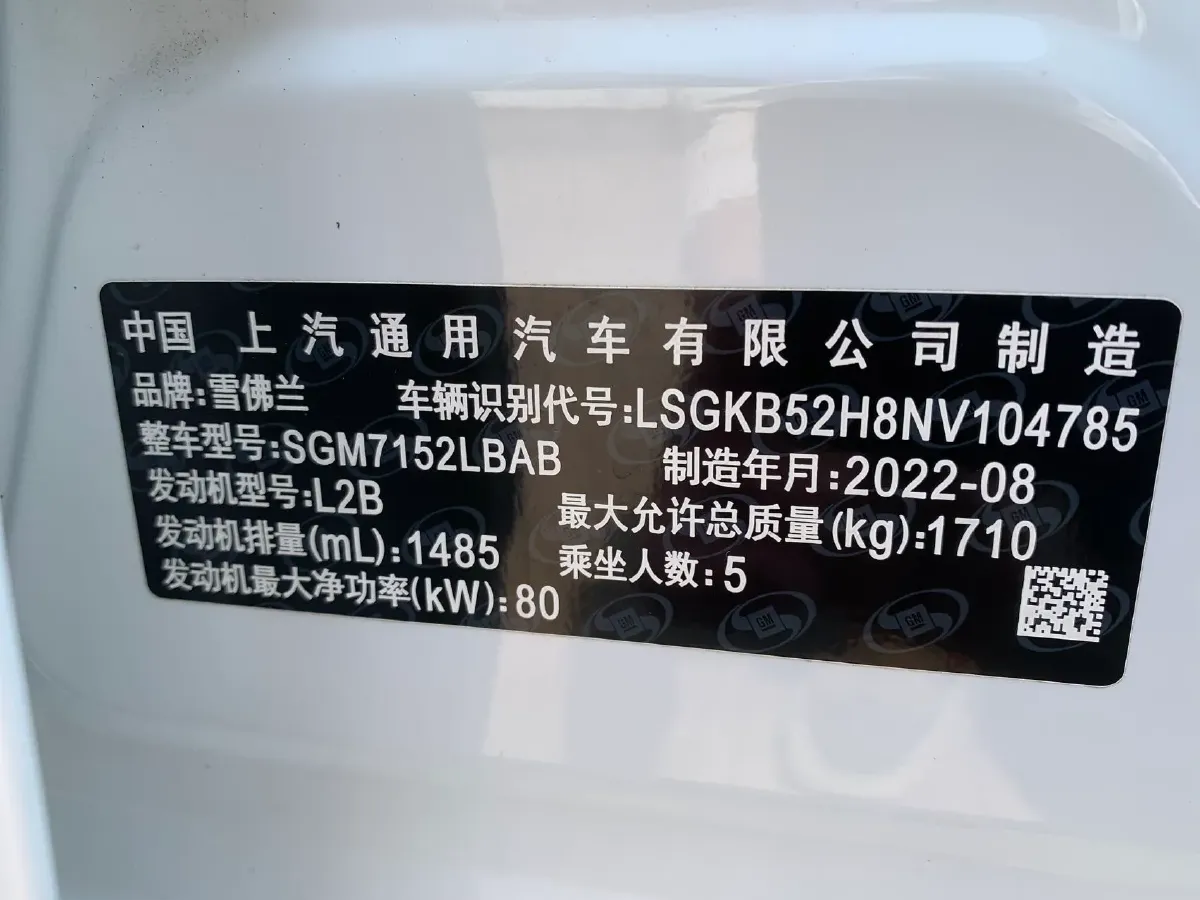 中国 上汽通用汽车有限公司制造
品牌:雪佛兰 车辆识别代号:LSGKB52H8NV104785
整车型号:SGM7152LBAB 制造年月:2022-08
发动机型号:L2B 最大允许总质量(kg):1710
发动机排量(mL):1485 乘坐人数:5
发动机最大净功率(kW):80